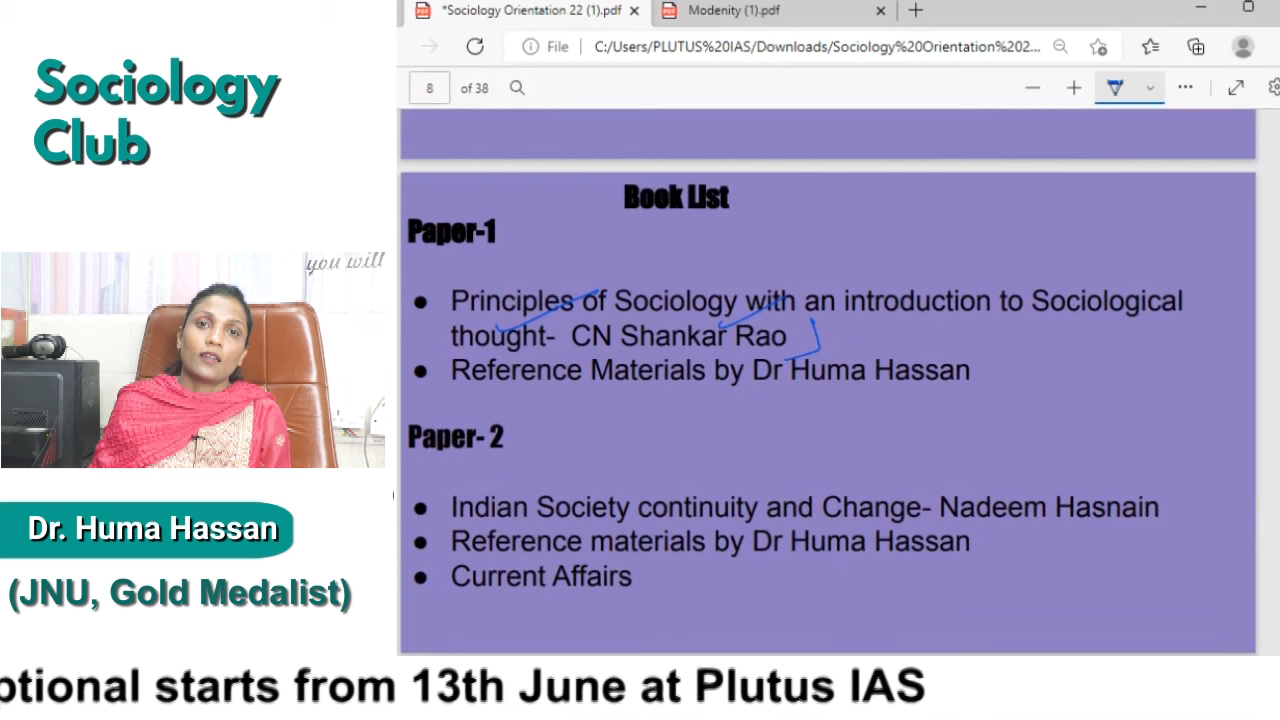 Sociology
Club
you will
Dr. Huma Hassan
(JNU, Gold Medalist)
*Sociology Orientation 22 (1).pdf
Modenity (1).pdf
File
C:/Users/PLUTUS%20IAS/Downloads/Sociology%20Orientation%202...
8 of 38
Book List
Paper-1
● Principles of Sociology with an introduction to Sociological
thought- CN Shankar Rao
● Reference Materials by Dr Huma Hassan
Paper- 2
● Indian Society continuity and Change- Nadeem Hasnain
● Reference materials by Dr Huma Hassan
● Current Affairs
ptional starts from 13th June at Plutus IAS